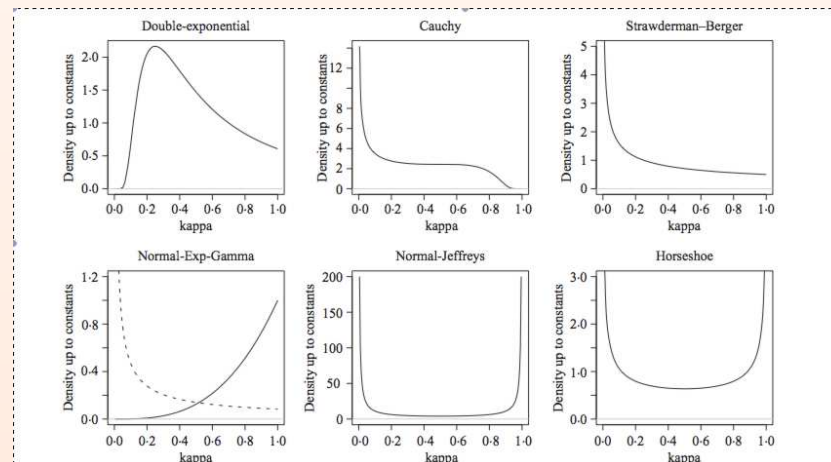 Double-exponential
Density up to constants
2·0
1·5
1·0
0·5
0·0
0·0 0·2 0·4 0·6 0·8 1·0
kappa
Cauchy
Density up to constants
12
8
6
4
2
0
0·0 0·2 0·4 0·6 0·8 1·0
kappa
Strawderman–Berger
Density up to constants
5
4
3
2
1
0
0·0 0·2 0·4 0·6 0·8 1·0
kappa
Normal-Exp-Gamma
Density up to constants
1·2
0·8
0·4
0·0
0·0 0·2 0·4 0·6 0·8 1·0
kappa
Normal-Jeffreys
Density up to constants
200
150
100
50
0
0·0 0·2 0·4 0·6 0·8 1·0
kappa
Horseshoe
Density up to constants
3·0
2·0
1·0
0·0
0·0 0·2 0·4 0·6 0·8 1·0
kappa